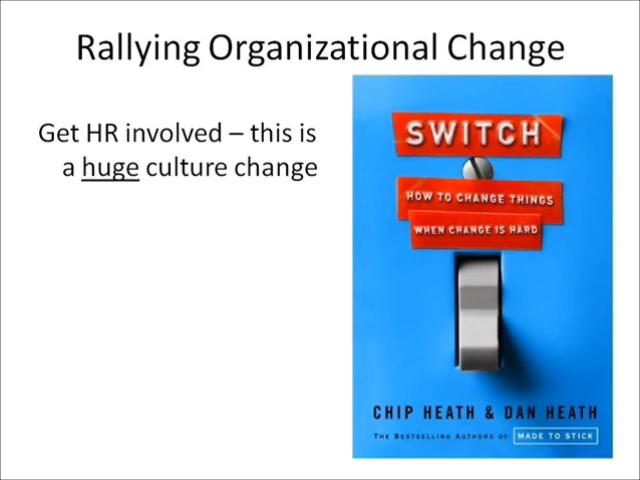 Rallying Organizational Change
Get HR involved – this is
a huge culture change
SWITCH
HOW TO CHANGE THINGS
WHEN CHANGE IS HARD
CHIP HEATH & DAN HEATH
THE BESTSELLING AUTHORS OF MADE TO STICK